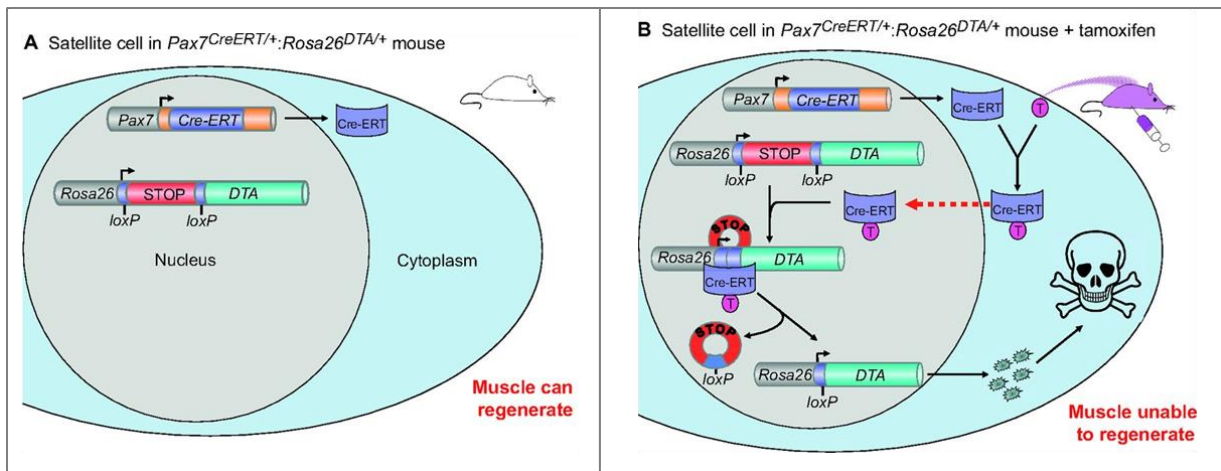 A Satellite cell in Pax7CreERT/+:Rosa26DTA/+ mouse
Pax7 Cre-ERT
Cre-ERT
Rosa26 STOP DTA
loxP loxP
Nucleus
Cytoplasm
Muscle can
regenerate
B Satellite cell in Pax7CreERT/+:Rosa26DTA/+ mouse + tamoxifen
Pax7 Cre-ERT
Cre-ERT
T
Rosa26 STOP DTA
loxP loxP
Cre-ERT
T
Cre-ERT
T
STOP
Rosa26 DTA
Cre-ERT
T
STOP
loxP
Rosa26 DTA
loxP
Muscle unable
to regenerate